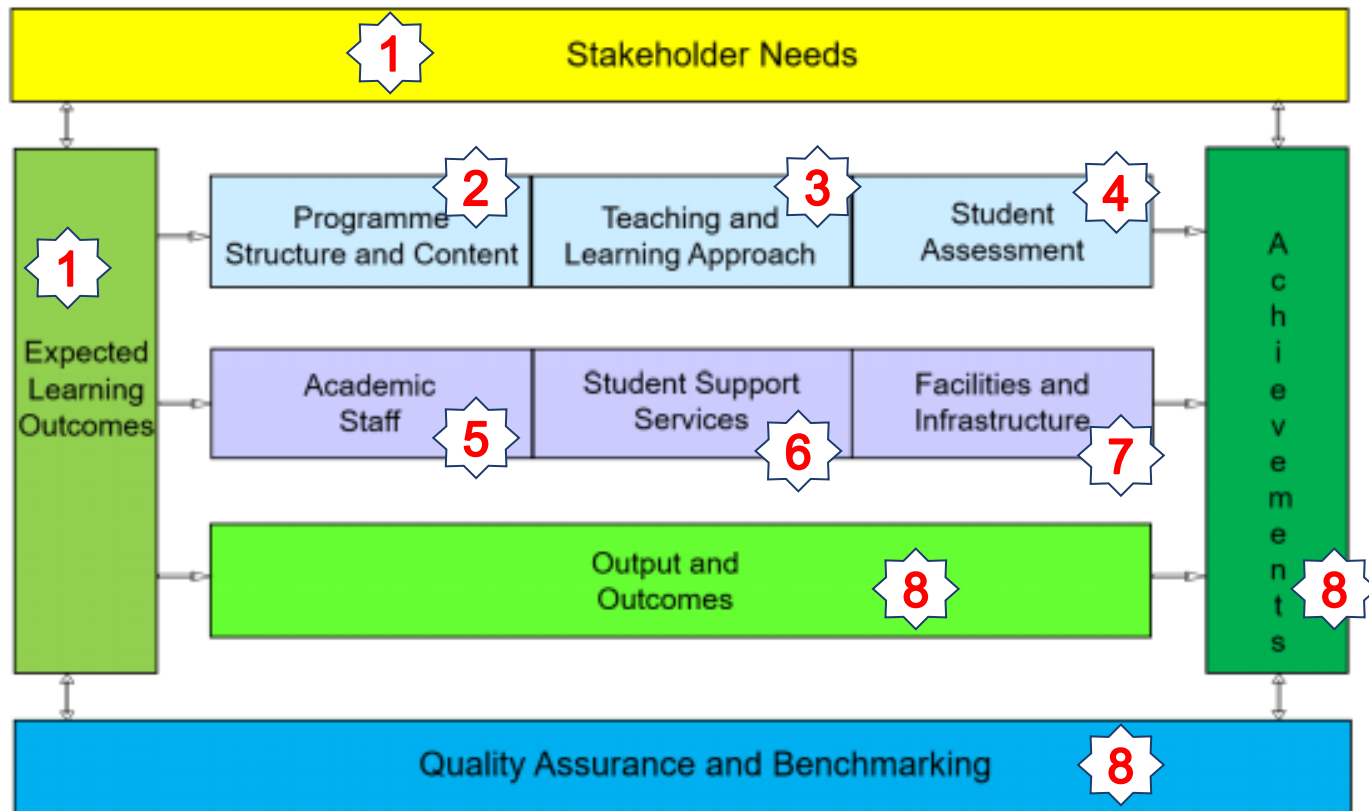 1
Stakeholder Needs
1
Expected
Learning
Outcomes
2
Programme
Structure and Content
3
Teaching and
Learning Approach
4
Student
Assessment
Academic
Staff
5
Student Support
Services
6
Facilities and
Infrastructure
7
Output and
Outcomes
8
Achievements
8
Quality Assurance and Benchmarking
8